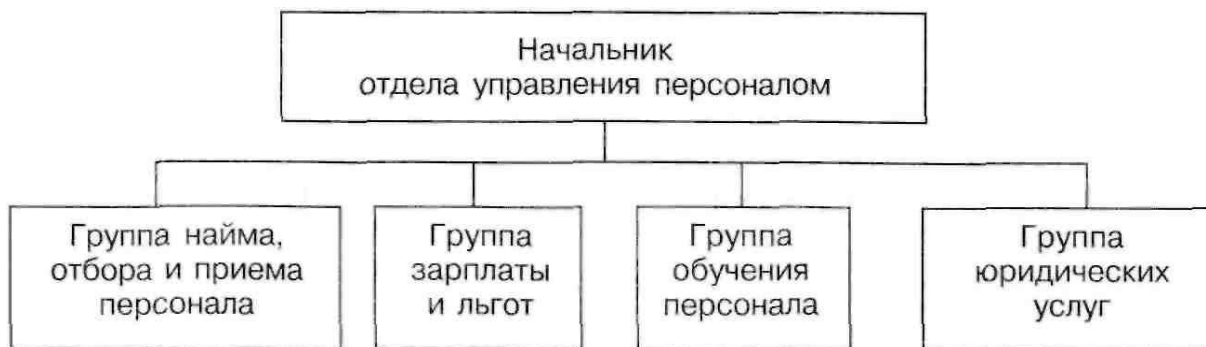 Начальник
отдела управления персоналом
Группа найма,
отбора и приема
персонала
Группа
зарплаты
и льгот
Группа
обучения
персонала
Группа
юридических
услуг